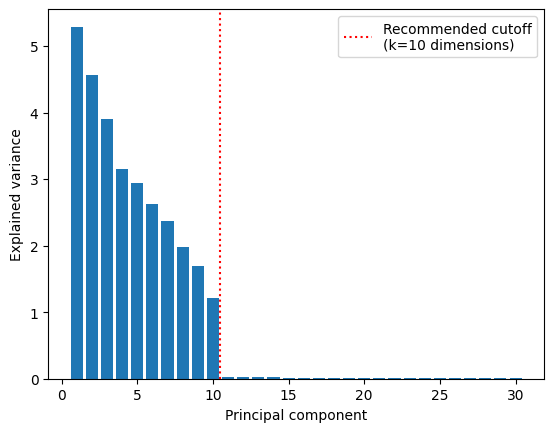 Recommended cutoff
(k=10 dimensions)
5
4
3
2
1
0
Explained variance
0 5 10 15 20 25 30
Principal component